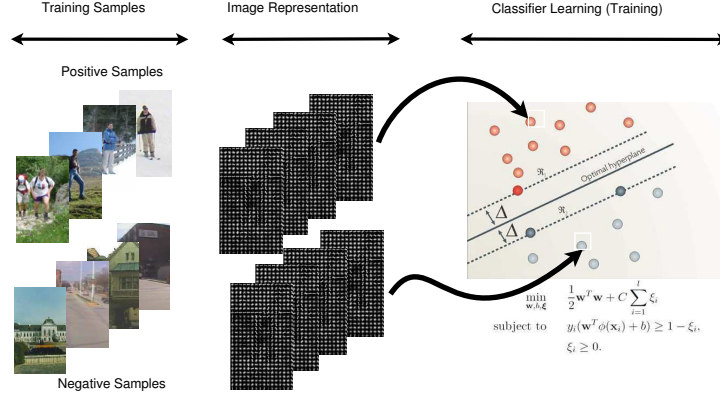 Training Samples
Image Representation
Classifier Learning (Training)
Positive Samples
Optimal hyperplane
ℜ
ℜ
Δ
Δ
min w,b,ξ 1/2 w^T w + C ∑_{i=1}^{l} ξ_i
subject to y_i(w^T φ(x_i) + b) ≥ 1 − ξ_i,
ξ_i ≥ 0.
Negative Samples